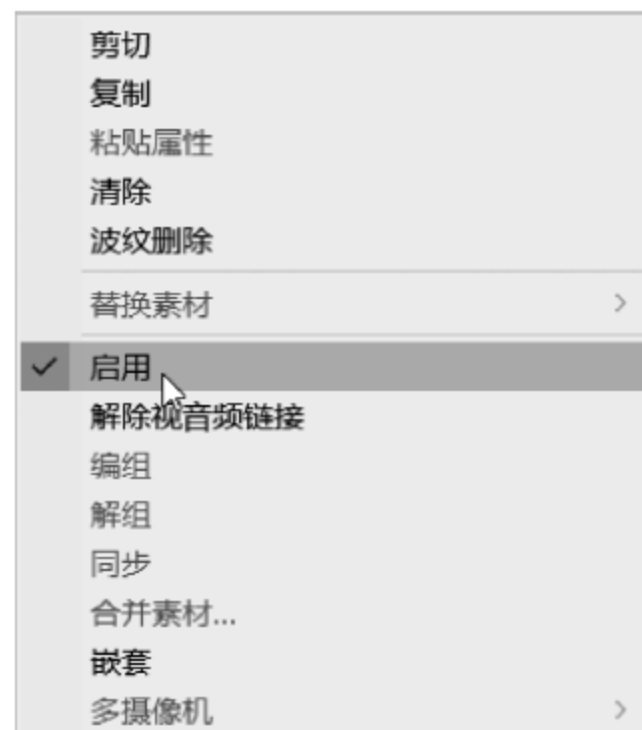 剪切
复制
粘贴属性
清除
波纹删除
替换素材
启用
解除视音频链接
编组
解组
同步
合并素材...
嵌套
多摄像机